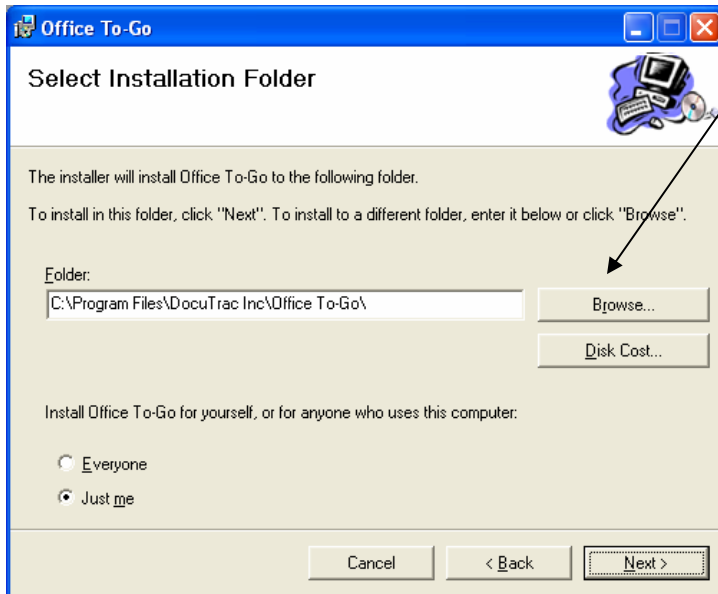 Office To-Go
Select Installation Folder
The installer will install Office To-Go to the following folder.
To install in this folder, click "Next". To install to a different folder, enter it below or click "Browse".
Folder:
C:\Program Files\DocuTrac Inc\Office To-Go\
Browse...
Disk Cost...
Install Office To-Go for yourself, or for anyone who uses this computer:
Everyone
Just me
Cancel
< Back
Next >